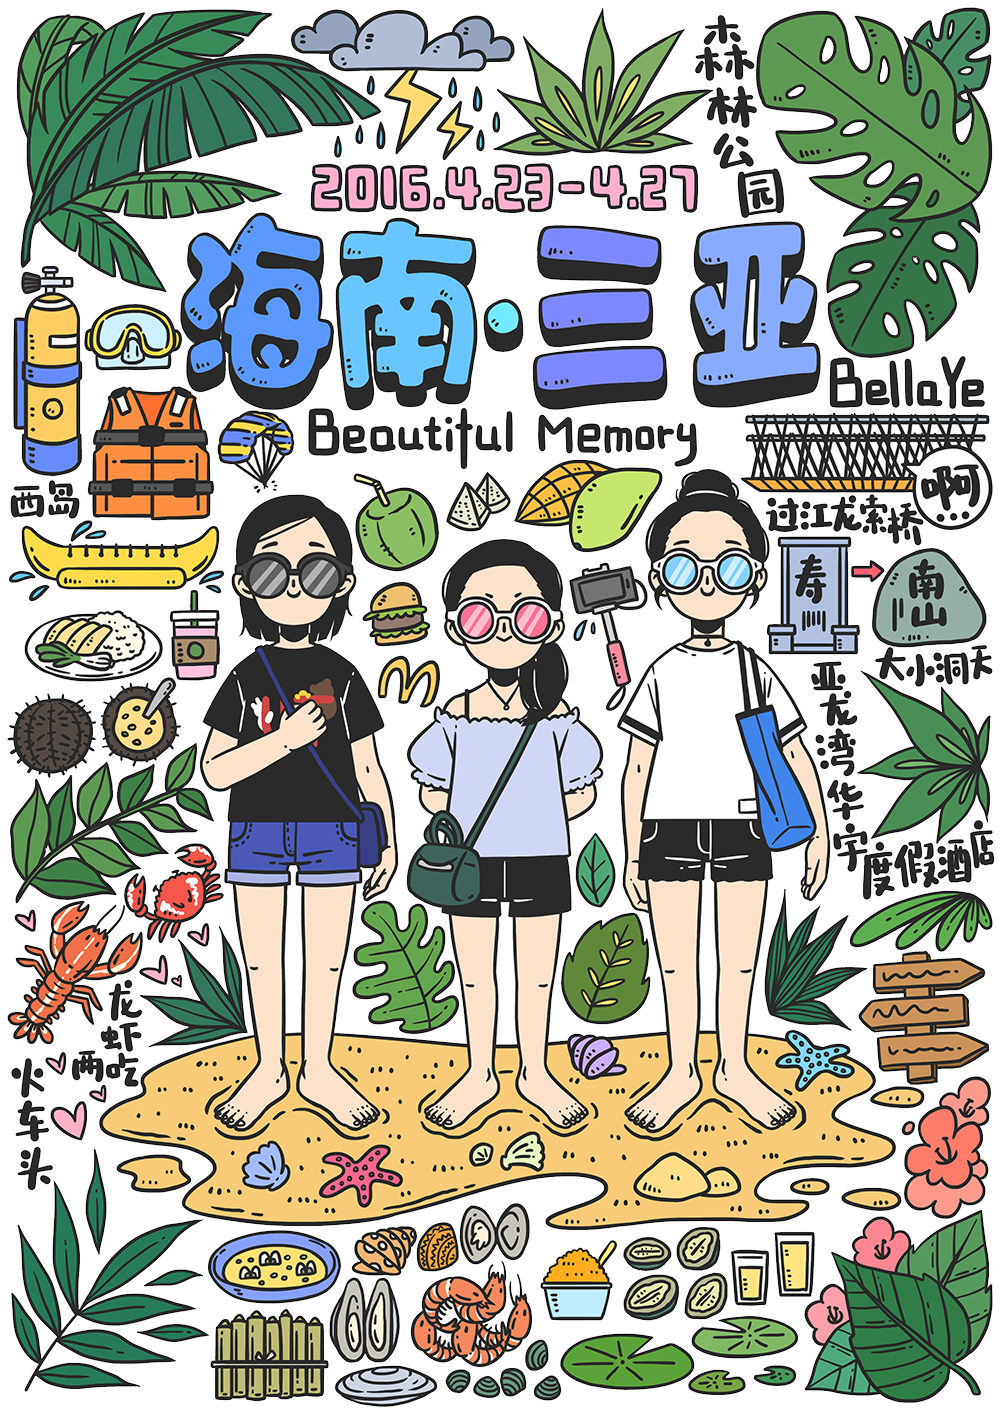 森林公园
2016.4.23-4.27
海南·三亚
BellaYe
Beautiful Memory
啊
...
过江龙索桥
西岛
寿
南山
大小洞天
亚龙湾华宇度假酒店
龙虾两吃
火车头